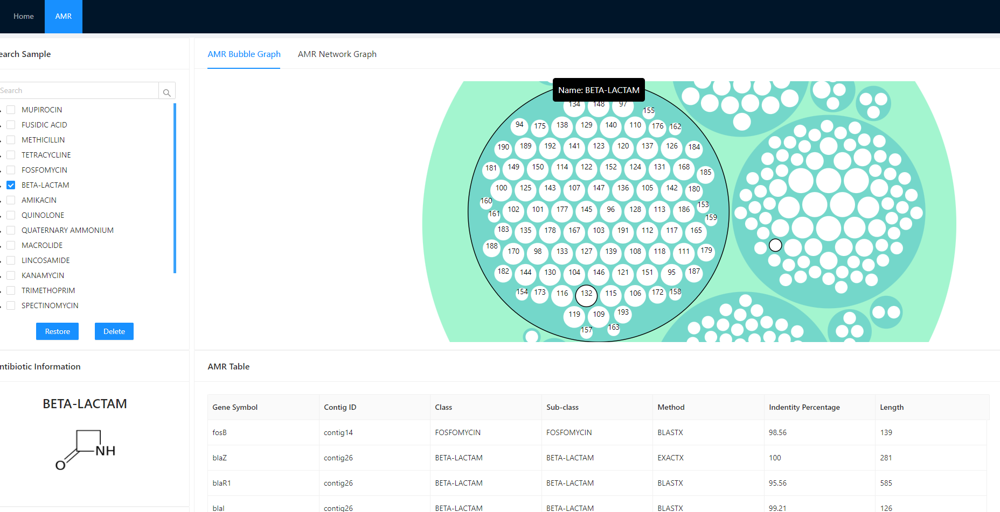 Home AMR
earch Sample
AMR Bubble Graph AMR Network Graph
Search
MUPIROCIN
FUSIDIC ACID
METHICILLIN
TETRACYCLINE
FOSFOMYCIN
BETA-LACTAM
AMIKACIN
QUINOLONE
QUATERNARY AMMONIUM
MACROLIDE
LINCOSAMIDE
KANAMYCIN
TRIMETHOPRIM
SPECTINOMYCIN
Restore Delete
Name: BETA-LACTAM
134 148 97 155
94 175 138 129 140 110 176 162
190 189 192 141 123 120 137 126 184
181 149 150 114 122 152 124 131 168 185
100 125 143 107 147 136 105 142 180
160 153
161 102 101 177 145 96 128 113 186 159
183 135 178 167 103 191 112 117 165
188 170 98 133 127 139 108 118 111 179
182 144 130 104 146 121 151 95 187
154 173 116 132 115 106 172 158
119 109 193
157 163
ntibiotic Information
BETA-LACTAM
NH
O
AMR Table
Gene Symbol Contig ID Class Sub-class Method Indentity Percentage Length
fosB contig14 FOSFOMYCIN FOSFOMYCIN BLASTX 98.56 139
blaZ contig26 BETA-LACTAM BETA-LACTAM EXACTX 100 281
blaR1 contig26 BETA-LACTAM BETA-LACTAM BLASTX 95.56 585
blaI contig26 BETA-LACTAM BETA-LACTAM BLASTX 99.21 126